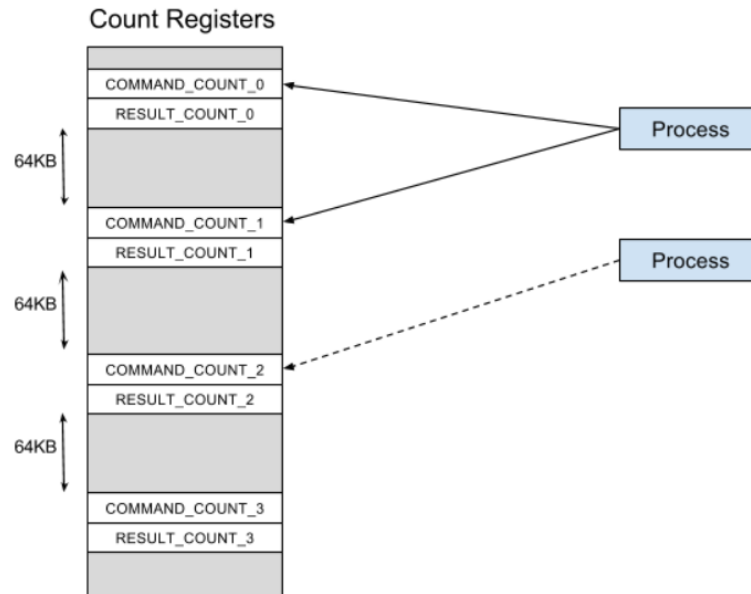 Count Registers
COMMAND_COUNT_0
RESULT_COUNT_0
Process
64KB
COMMAND_COUNT_1
RESULT_COUNT_1
Process
64KB
COMMAND_COUNT_2
RESULT_COUNT_2
64KB
COMMAND_COUNT_3
RESULT_COUNT_3